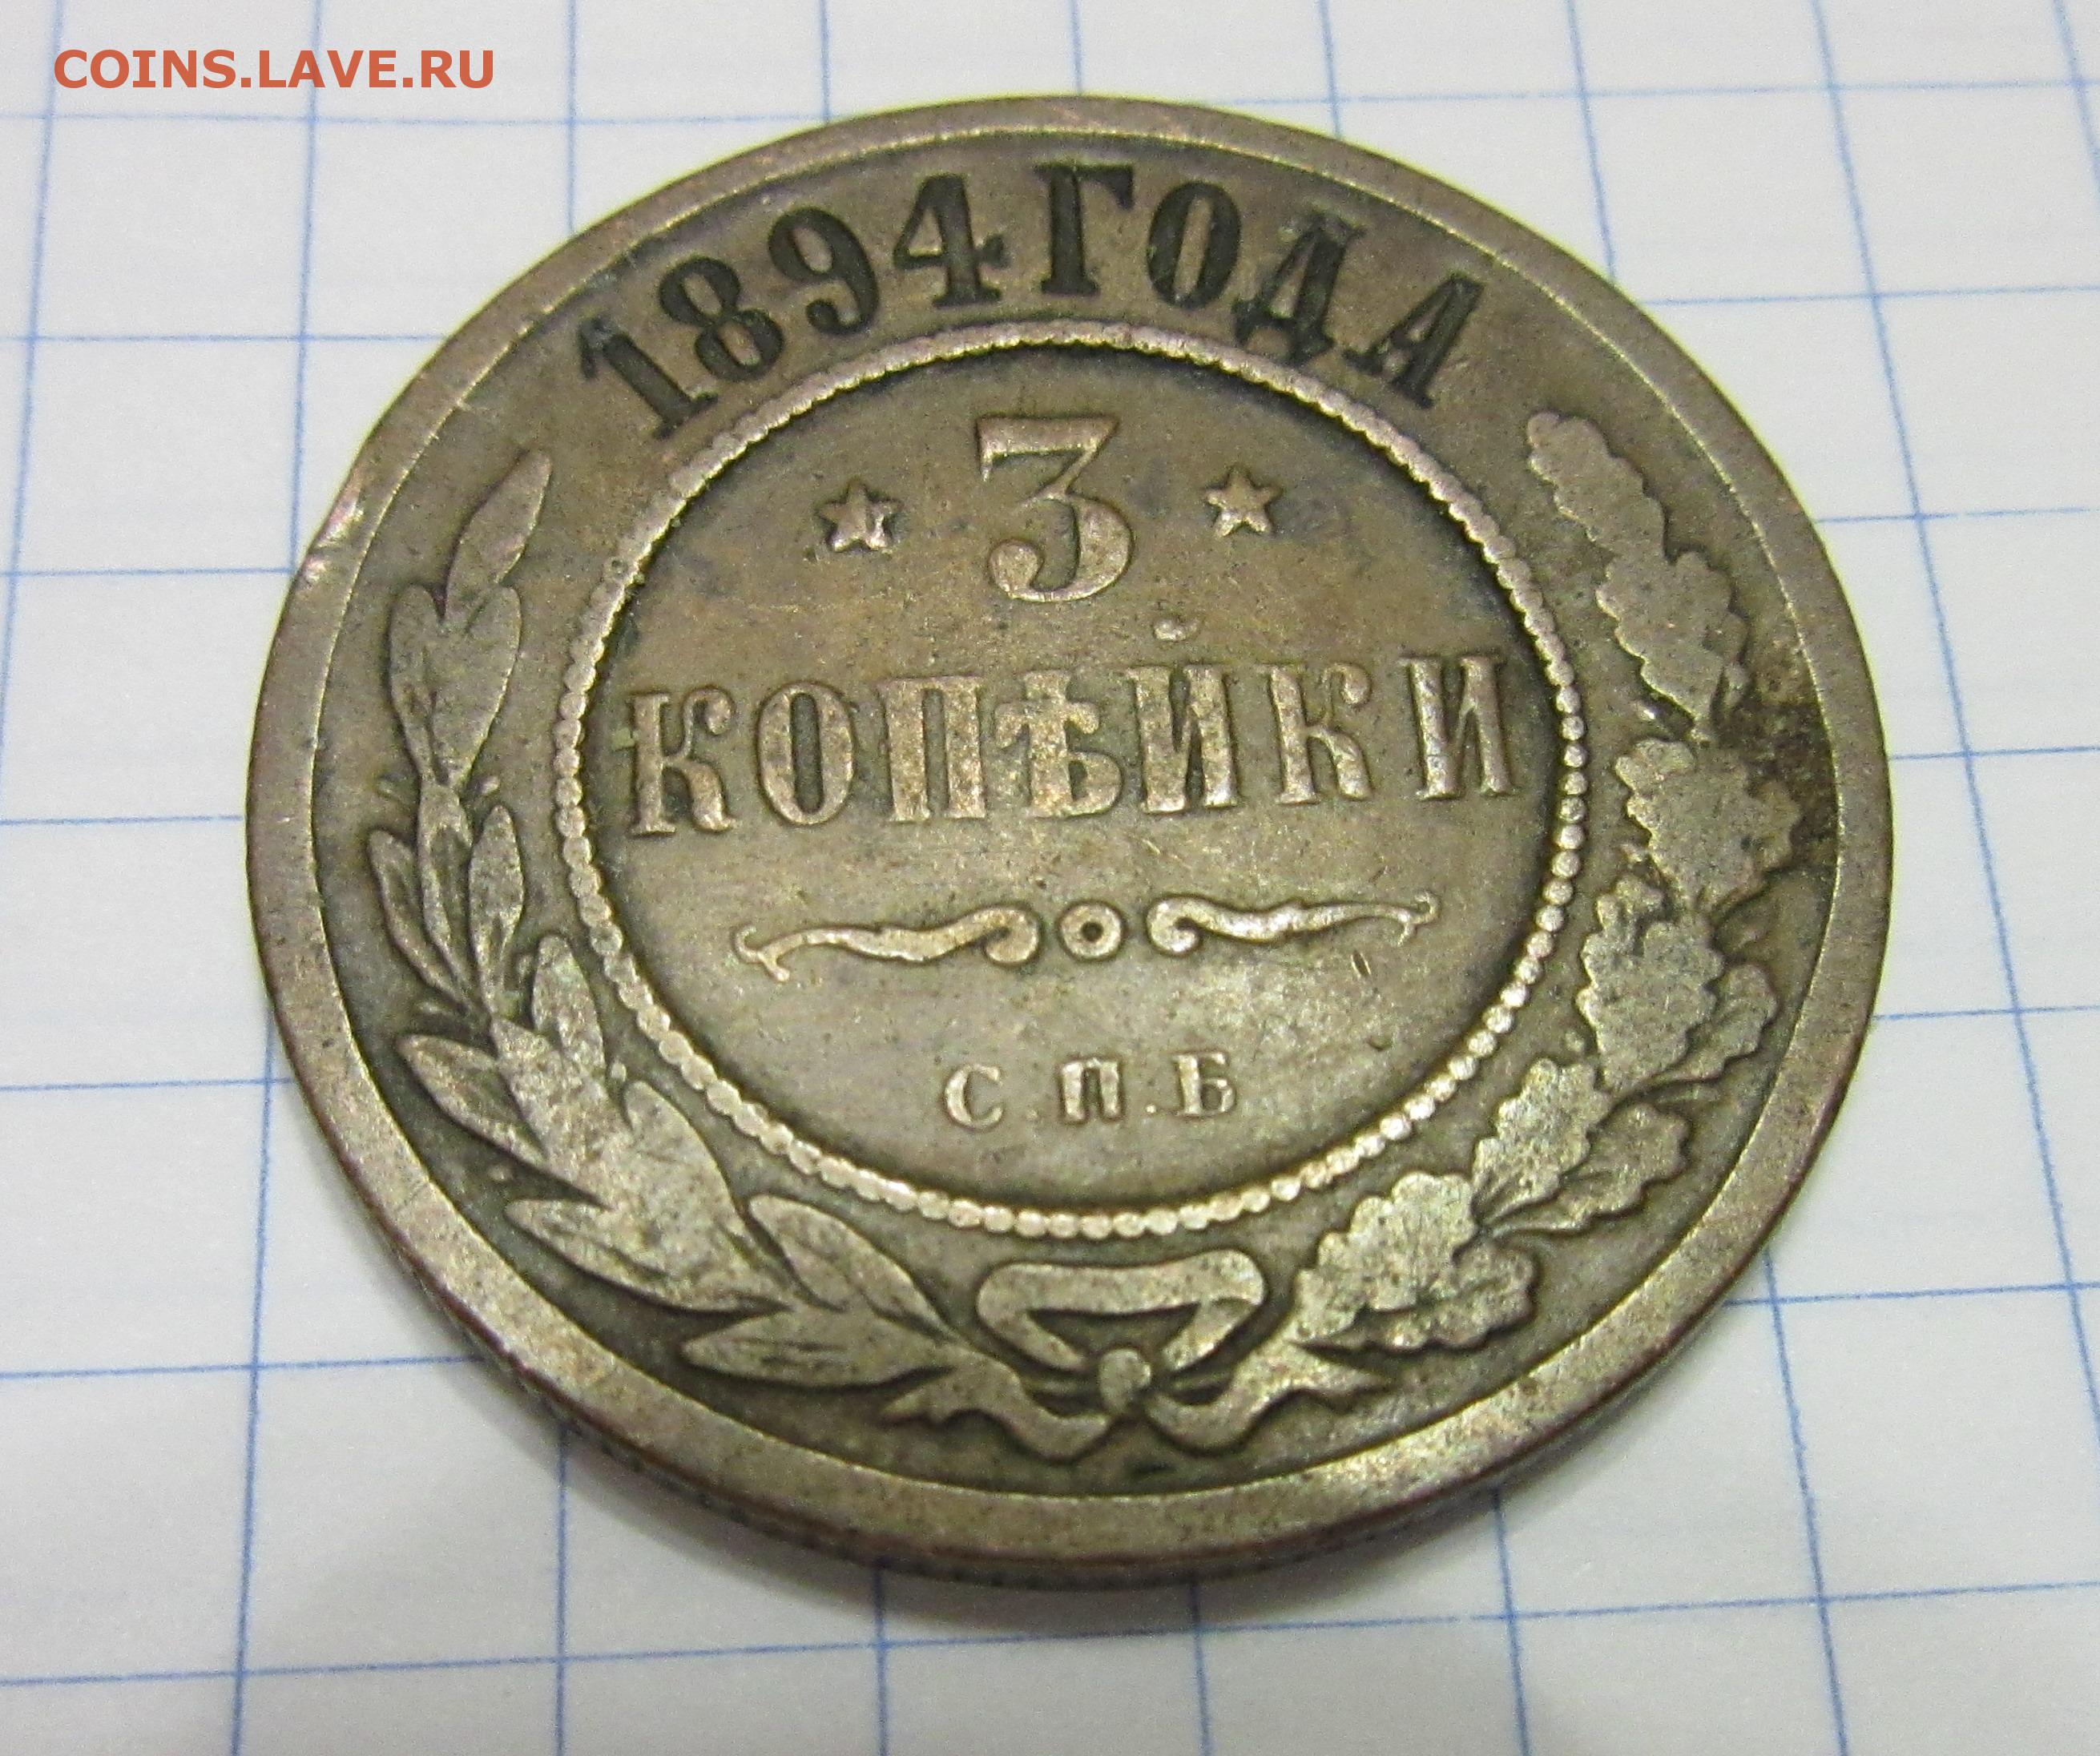 COINS.LAVE.RU
1894 ГОДА
3
КОПѢЙКИ
С.П.Б